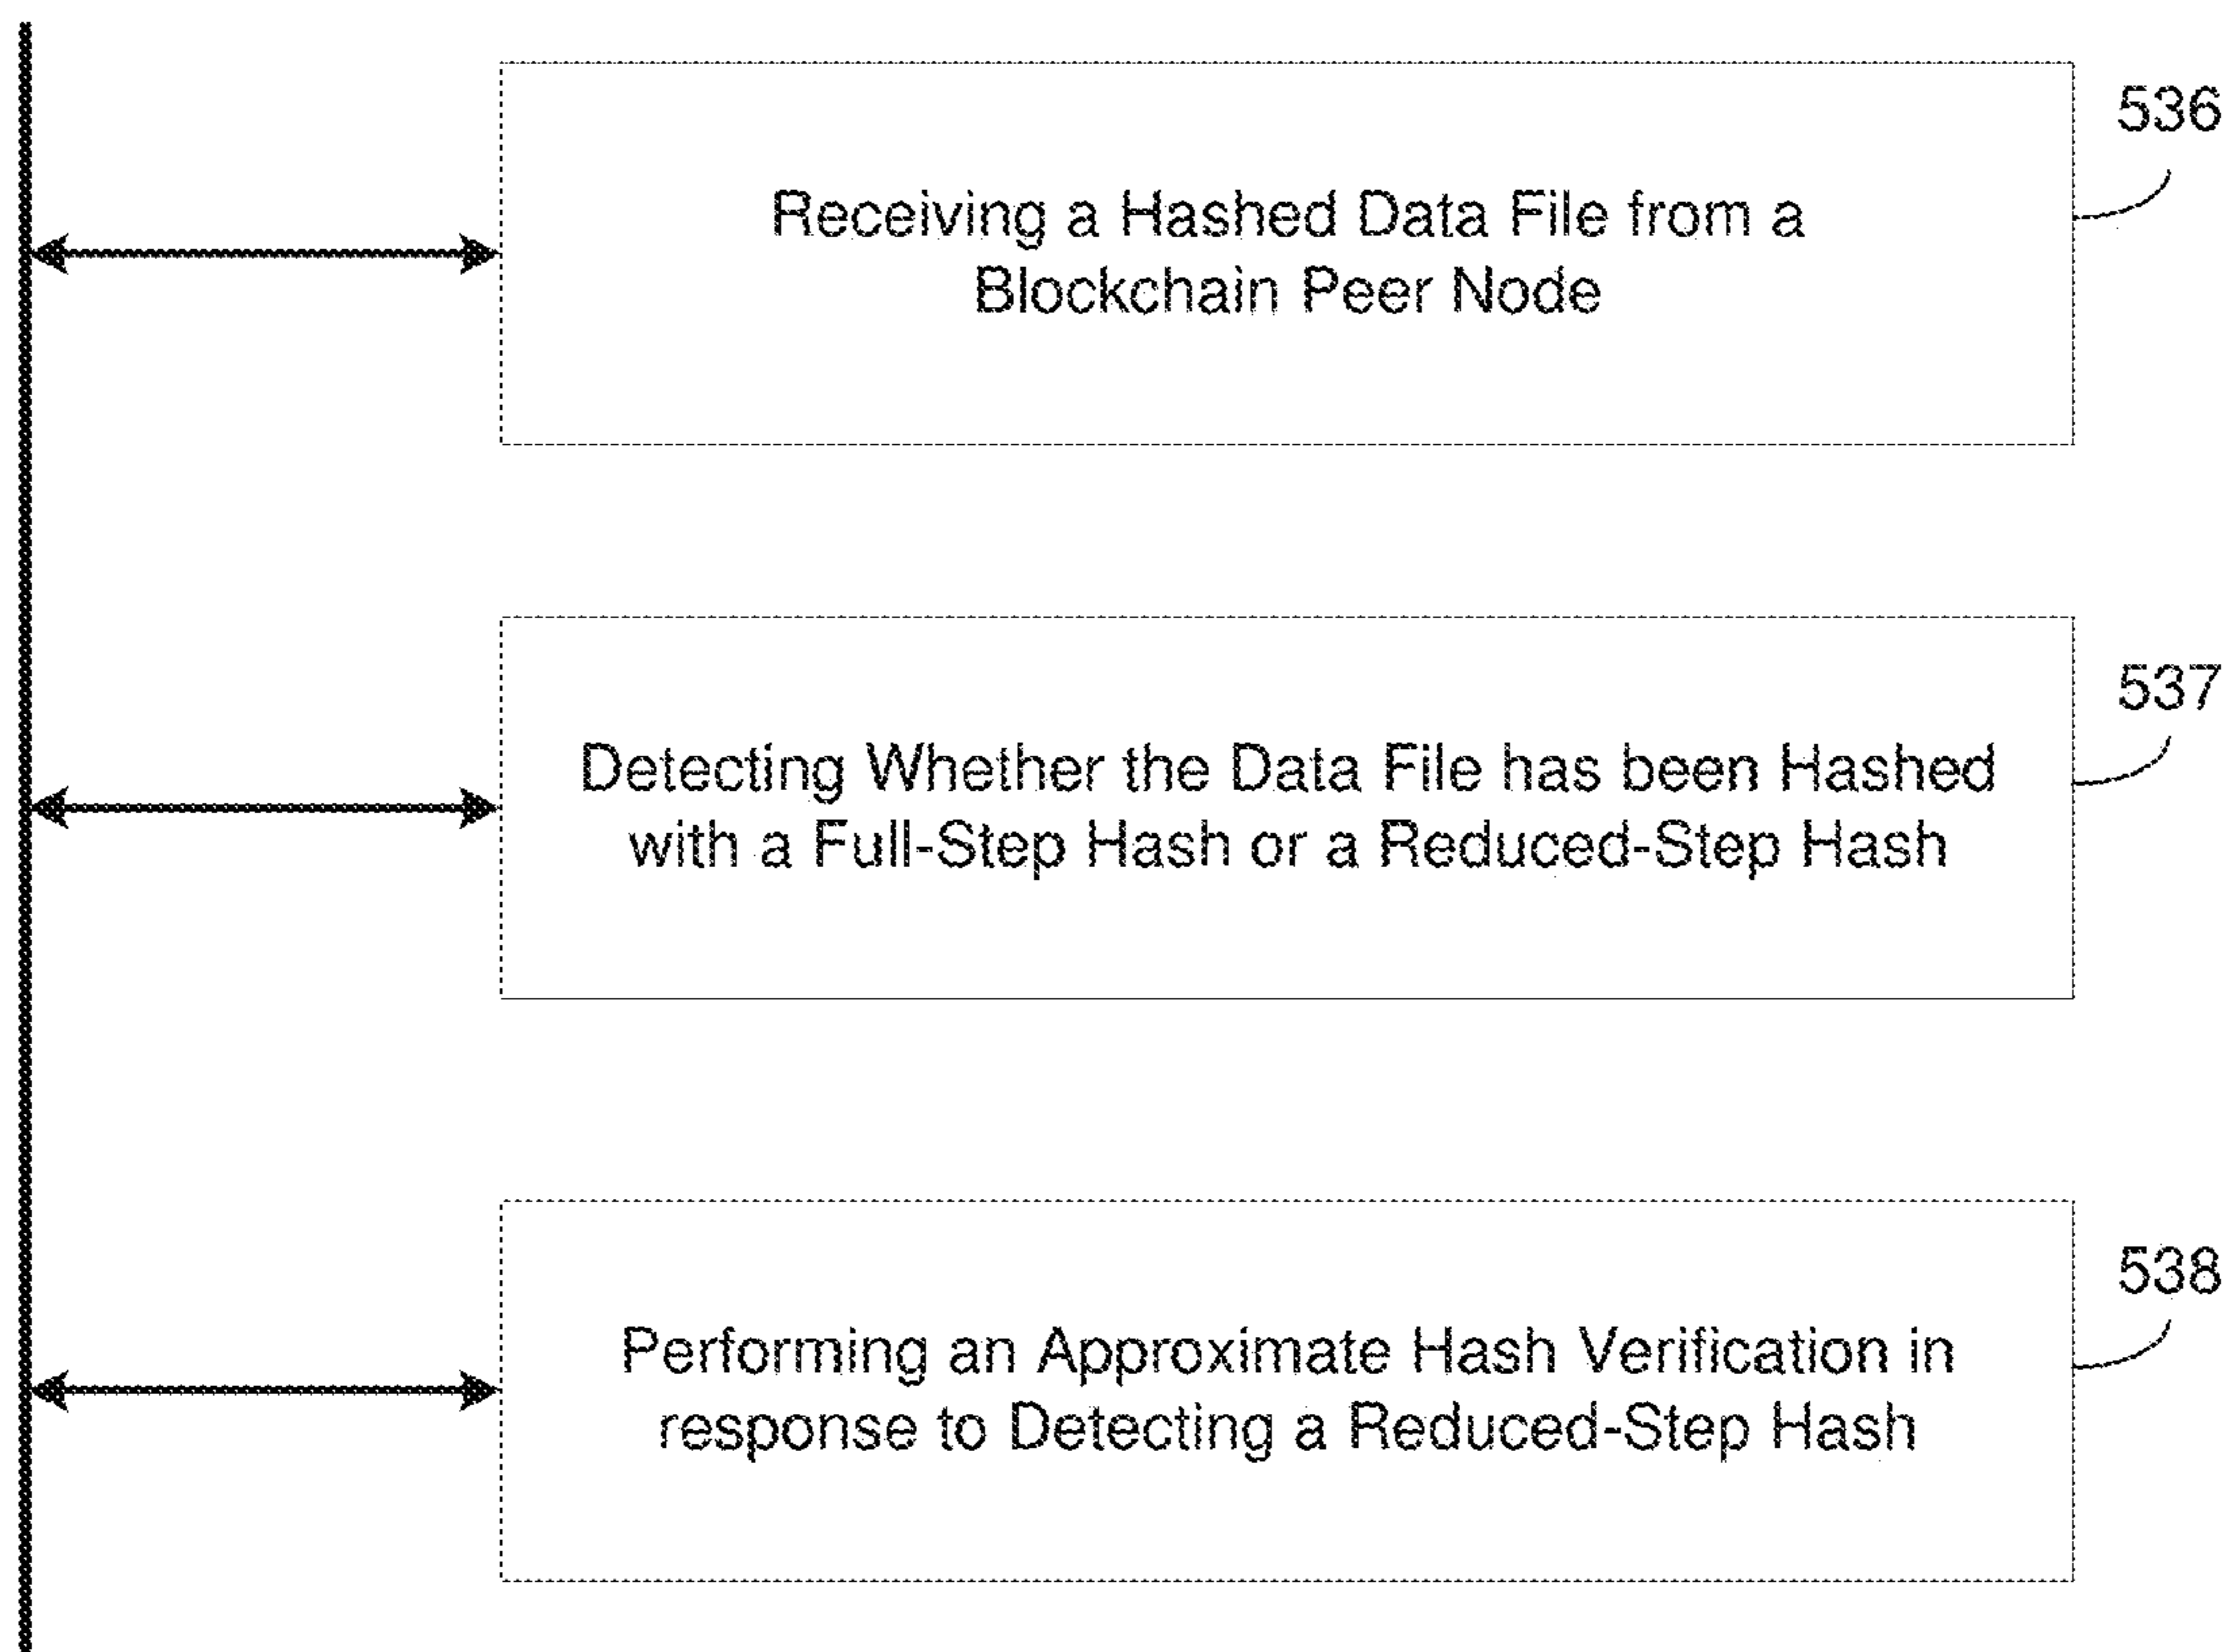 536
Receiving a Hashed Data File from a
Blockchain Peer Node
537
Detecting Whether the Data File has been Hashed
with a Full-Step Hash or a Reduced-Step Hash
538
Performing an Approximate Hash Verification in
response to Detecting a Reduced-Step Hash